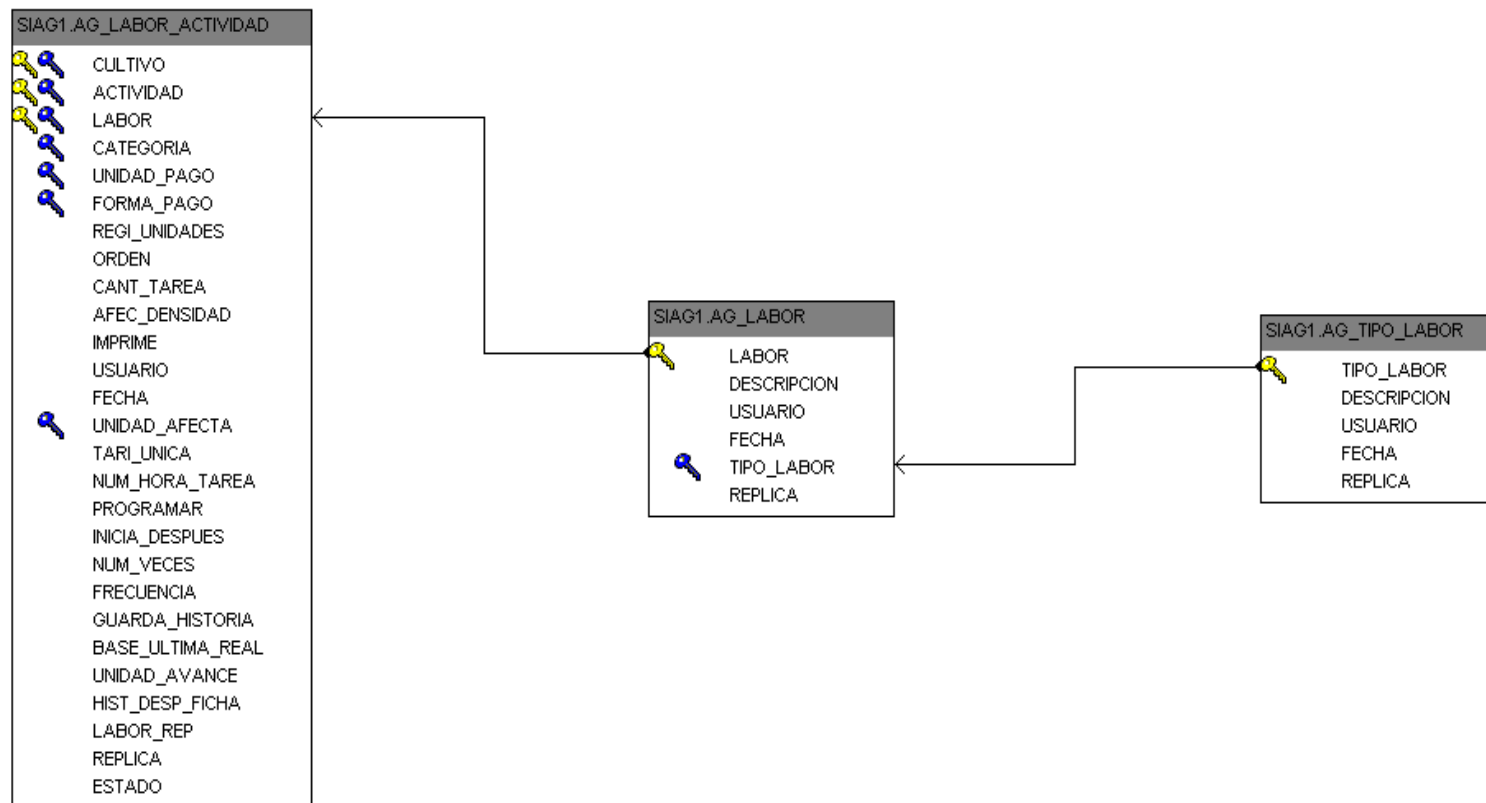 SIAG1.AG_LABOR_ACTIVIDAD
CULTIVO
ACTIVIDAD
LABOR
CATEGORIA
UNIDAD_PAGO
FORMA_PAGO
REGI_UNIDADES
ORDEN
CANT_TAREA
AFEC_DENSIDAD
IMPRIME
USUARIO
FECHA
UNIDAD_AFECTA
TARI_UNICA
NUM_HORA_TAREA
PROGRAMAR
INICIA_DESPUES
NUM_VECES
FRECUENCIA
GUARDA_HISTORIA
BASE_ULTIMA_REAL
UNIDAD_AVANCE
HIST_DESP_FICHA
LABOR_REP
REPLICA
ESTADO
SIAG1.AG_LABOR
LABOR
DESCRIPCION
USUARIO
FECHA
TIPO_LABOR
REPLICA
SIAG1.AG_TIPO_LABOR
TIPO_LABOR
DESCRIPCION
USUARIO
FECHA
REPLICA